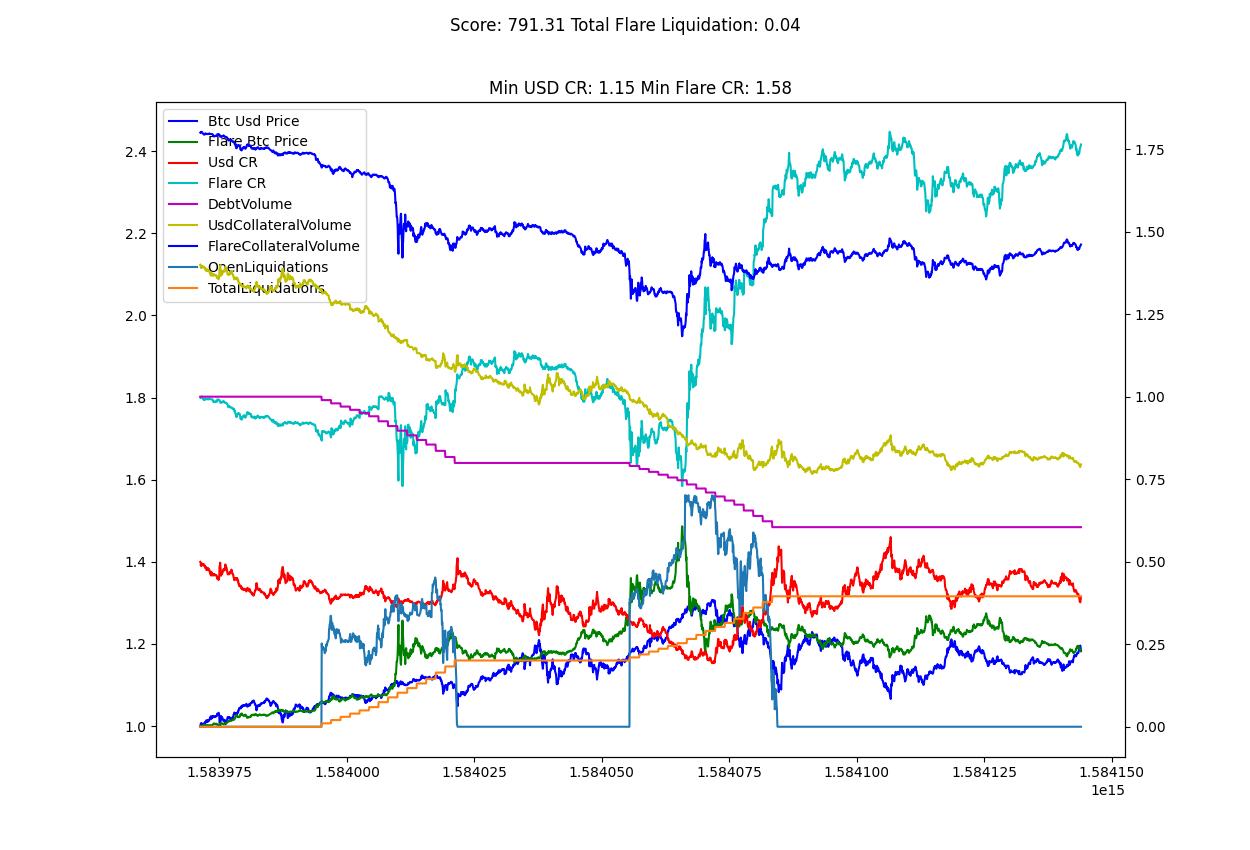 Score: 791.31 Total Flare Liquidation: 0.04
Min USD CR: 1.15 Min Flare CR: 1.58
Btc Usd Price
Flare Btc Price
Usd CR
Flare CR
DebtVolume
UsdCollateralVolume
FlareCollateralVolume
OpenLiquidations
TotalLiquidations
2.4
2.2
2.0
1.8
1.6
1.4
1.2
1.0
1.75
1.50
1.25
1.00
0.75
0.50
0.25
0.00
1.583975 1.584000 1.584025 1.584050 1.584075 1.584100 1.584125 1.584150
1e15